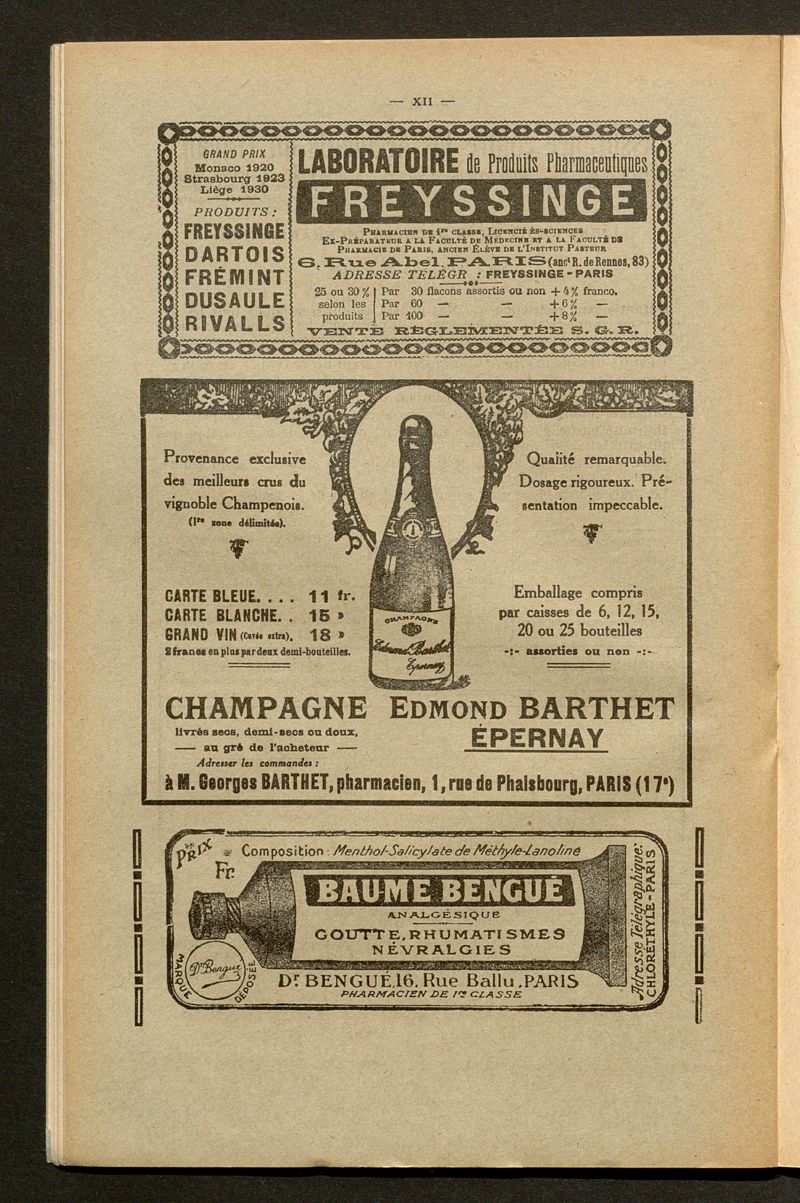 — XII —
GRAND PRIX
Monaco 1920
Strasbourg 1923
Liège 1930
PRODUITS :
FREYSSINGE
DARTOIS
FRÉMINT
DUSAULE
RIVALLS
LABORATOIRE de Produits Pharmaceutiques
FREYSSINGE
PHARMACIEN DE 1re CLASSE, LICENCIÉ ÈS-SCIENCES
EX-PRÉPARATEUR A LA FACULTÉ DE MÉDECINE ET A LA FACULTÉ DE
PHARMACIE DE PARIS, ANCIEN ÉLÈVE DE L'INSTITUT PASTEUR
6, Rue Abel, PARIS (anct R. de Rennes, 83)
ADRESSE TELÉGR : FREYSSINGE-PARIS
25 ou 30 % | Par 30 flacons assortis ou non + 4 % franco.
selon les | Par 60 — — + 6 % —
produits | Par 100 — — + 8 % —
VENTE RÉGLEMENTÉE S. G. R.
Provenance exclusive
des meilleurs crus du
vignoble Champenois.
(1re zone délimitée).
Qualité remarquable.
Dosage rigoureux. Pré-
sentation impeccable.
CARTE BLEUE. . . . 11 fr.
CARTE BLANCHE. . 15 »
GRAND VIN (Cuvée extra). 18 »
2 francs en plus par deux demi-bouteilles.
CHAMPAGNE
Edmond Barthet
Epernay
Emballage compris
par caisses de 6, 12, 15,
20 ou 25 bouteilles
-:- assorties ou non -:-
CHAMPAGNE EDMOND BARTHET
livrés secs, demi-secs ou doux,
— au gré de l'acheteur —
ÉPERNAY
Adresser les commandes :
à M. Georges BARTHET, pharmacien, 1, rue de Phalsbourg, PARIS (17e)
PRIX
Fr.
Composition : Menthol-Salicylate de Méthyle-Lanoline
BAUME BENGUÉ
ANALGÉSIQUE
GOUTTE, RHUMATISMES
NÉVRALGIES
Dr Bengué
MARQUE DÉPOSÉE
Dr BENGUÉ, 16, Rue Ballu, PARIS
PHARMACIEN DE 1re CLASSE
Adresse Télégraphique:
CHLORÉTHYLE-PARIS